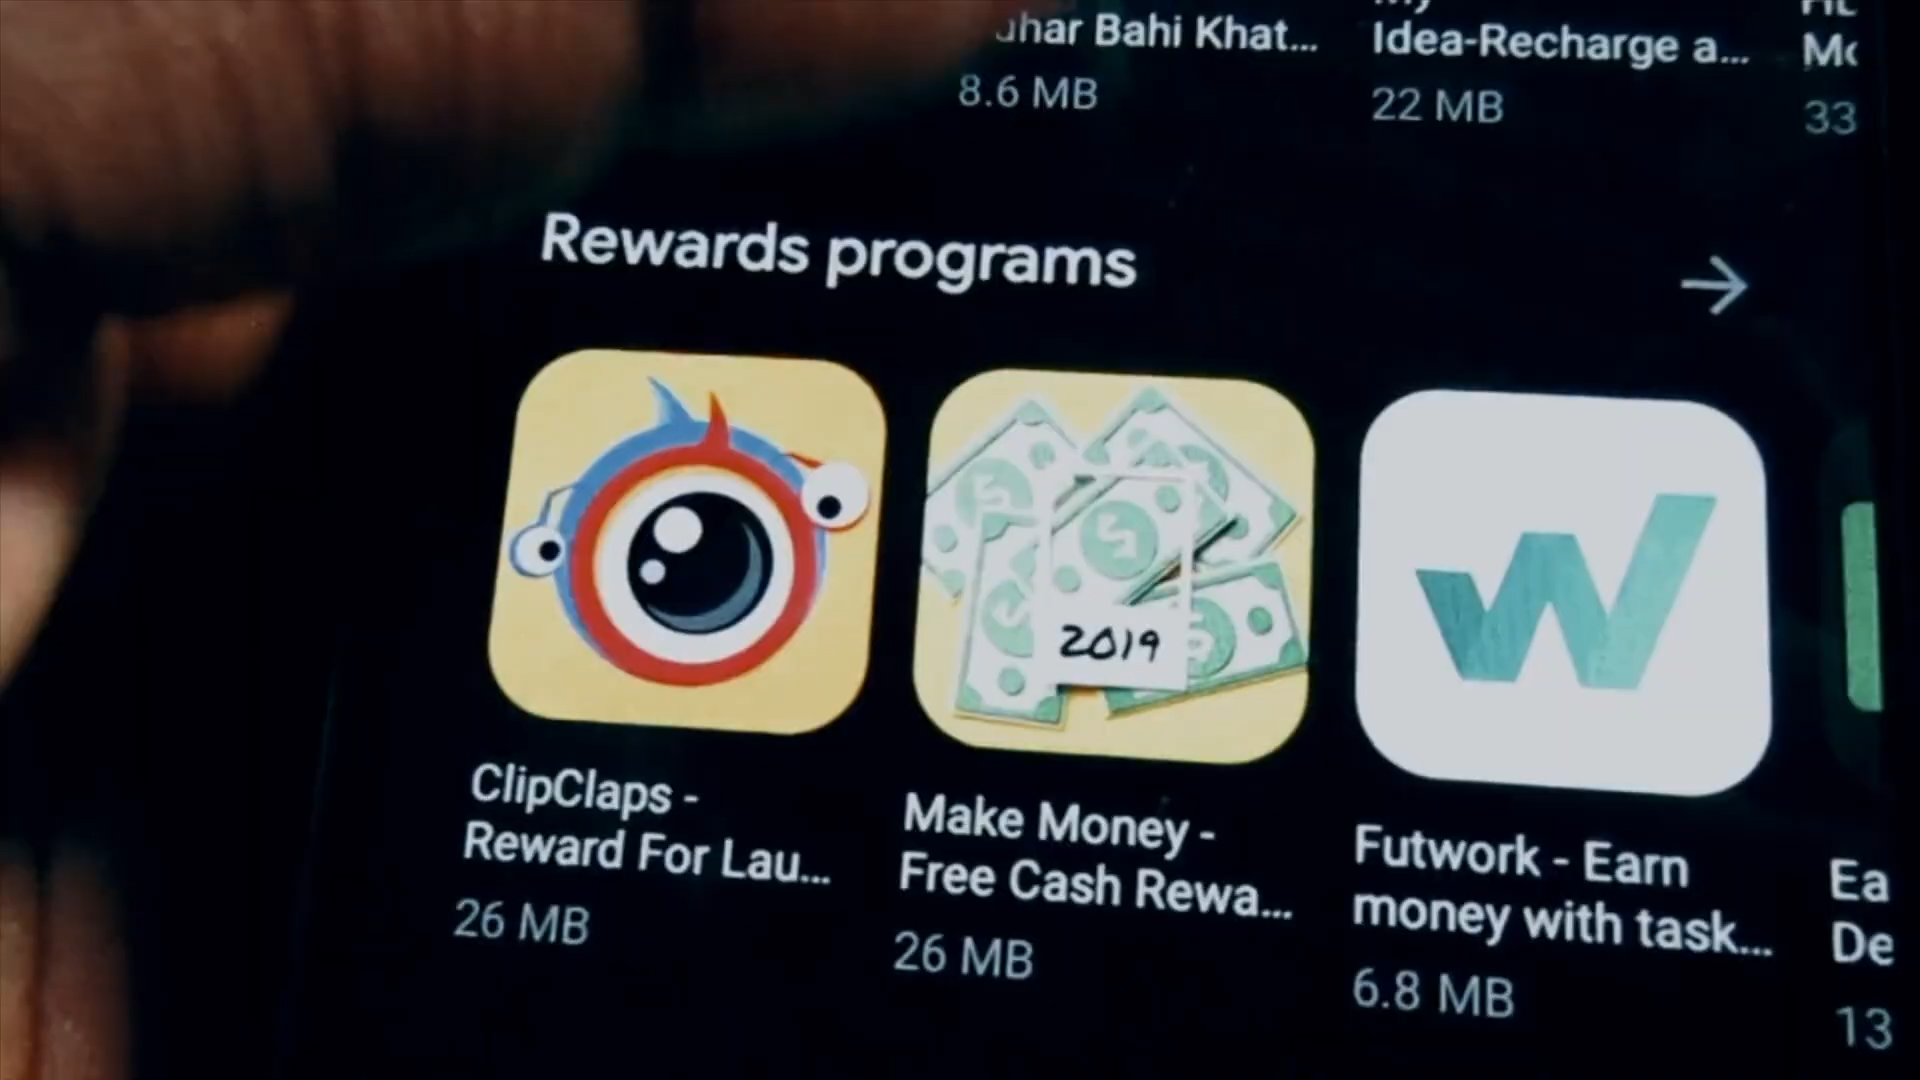 Bahi Khat...
Idea-Recharge a...
8.6 MB
22 MB
33
Rewards programs
2019
ClipClaps -
Reward For Lau...
26 MB
Make Money -
Free Cash Rewa...
26 MB
Futwork - Earn
money with task...
6.8 MB
Ea
De
13